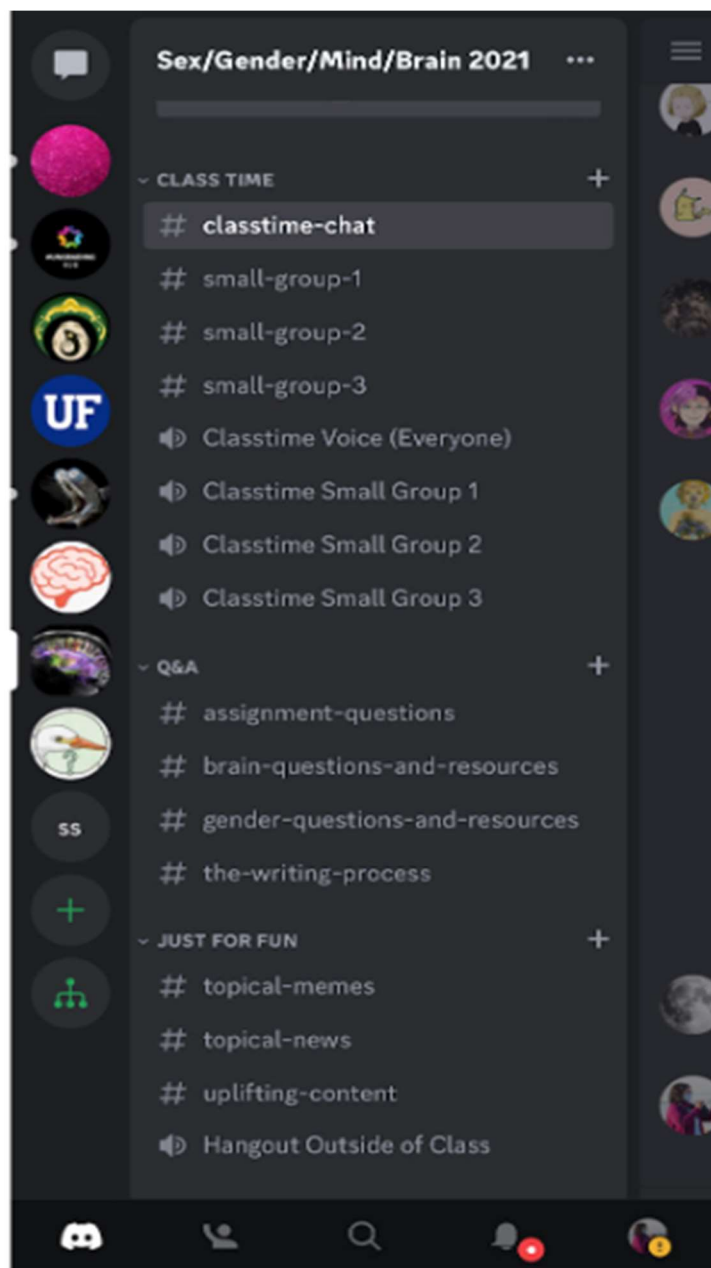 Sex/Gender/Mind/Brain 2021
CLASS TIME
classtime-chat
small-group-1
small-group-2
small-group-3
Classtime Voice (Everyone)
Classtime Small Group 1
Classtime Small Group 2
Classtime Small Group 3
UF
Q&A
assignment-questions
brain-questions-and-resources
gender-questions-and-resources
the-writing-process
ss
JUST FOR FUN
topical-memes
topical-news
uplifting-content
Hangout Outside of Class